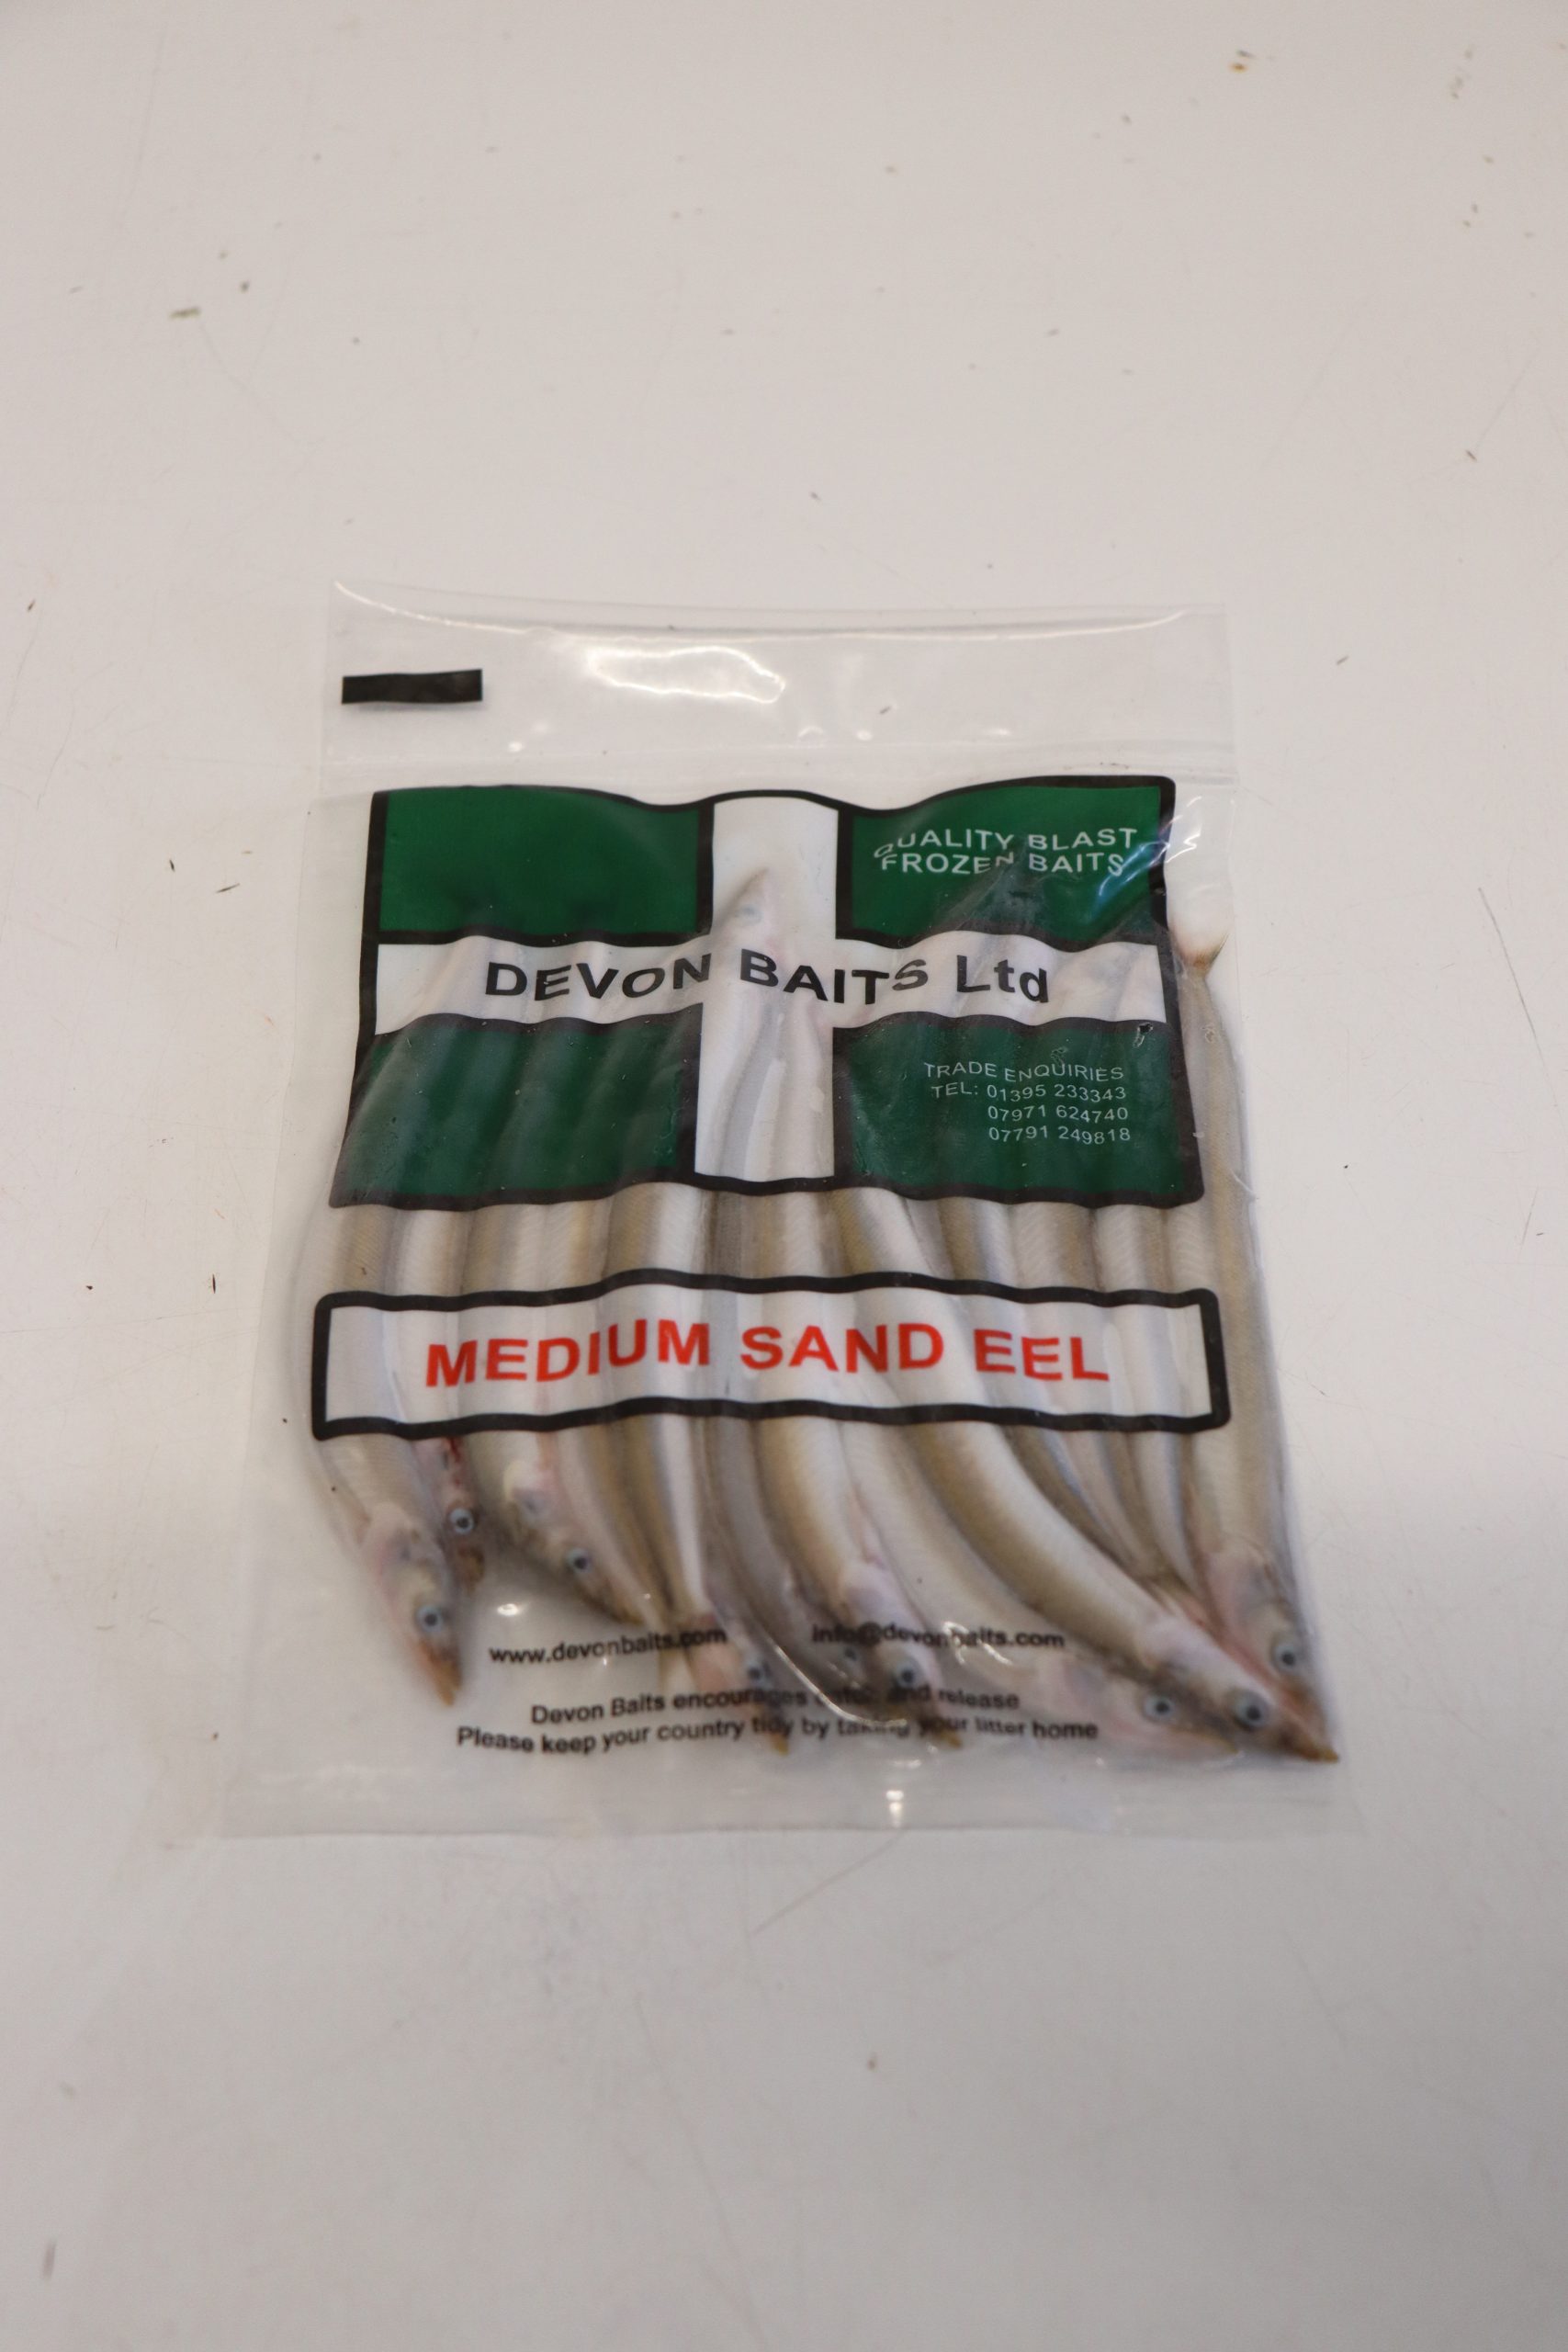 QUALITY BLAST
FROZEN BAITS
DEVON BAITS Ltd
TRADE ENQUIRIES
TEL: 01395 233343
07971 624740
07791 249818
MEDIUM SAND EEL
www.devonbaits.com info@devonbaits.com
Devon Baits encourages catch and release
Please keep your country tidy by taking your litter home